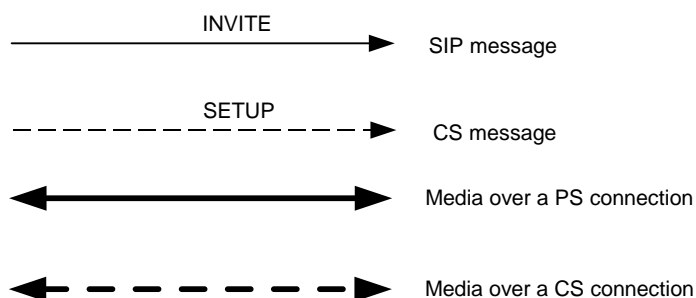 INVITE
SIP message
SETUP
CS message
Media over a PS connection
Media over a CS connection